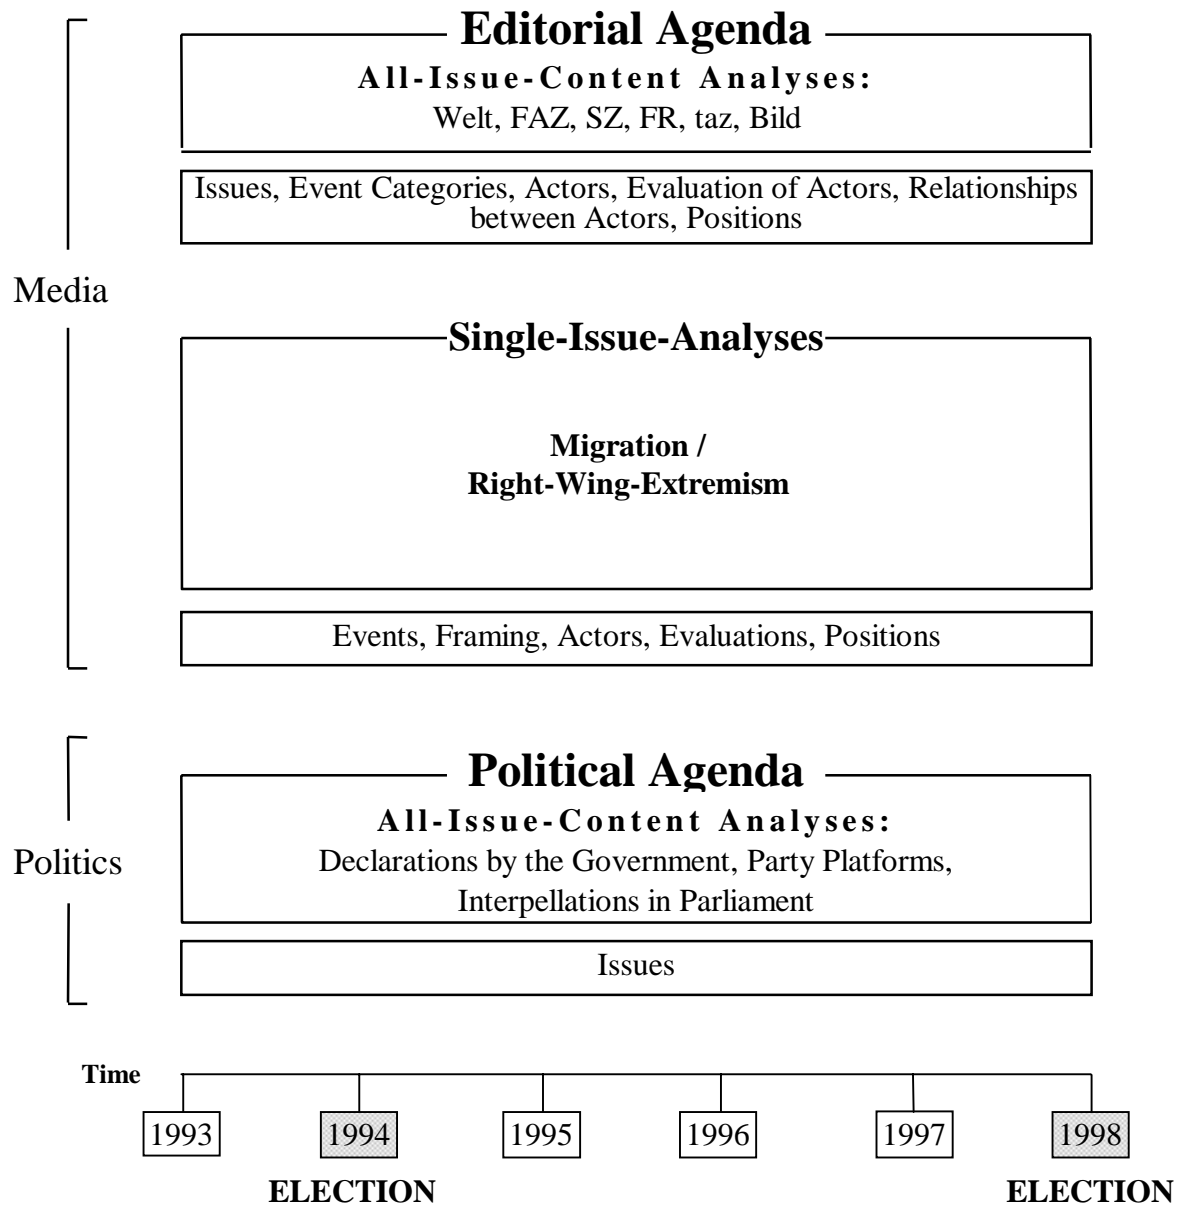 Editorial Agenda
All-Issue-Content Analyses:
Welt, FAZ, SZ, FR, taz, Bild
Issues, Event Categories, Actors, Evaluation of Actors, Relationships
between Actors, Positions
Media
Single-Issue-Analyses
Migration /
Right-Wing-Extremism
Events, Framing, Actors, Evaluations, Positions
Political Agenda
All-Issue-Content Analyses:
Declarations by the Government, Party Platforms,
Interpellations in Parliament
Politics
Issues
Time
1993 1994 1995 1996 1997 1998
ELECTION ELECTION